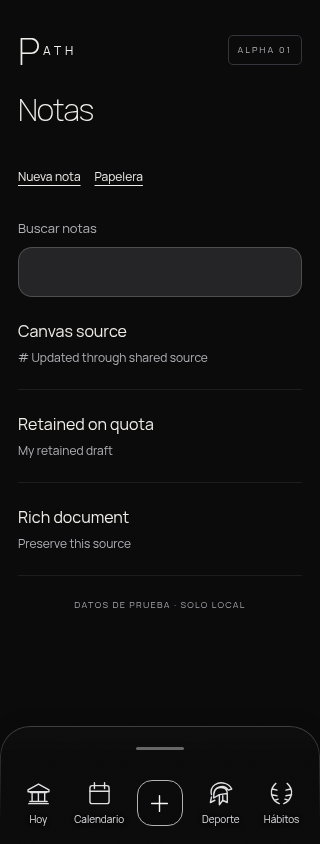 PATH
ALPHA 01
Notas
Nueva nota Papelera
Buscar notas
Canvas source
# Updated through shared source
Retained on quota
My retained draft
Rich document
Preserve this source
DATOS DE PRUEBA · SOLO LOCAL
Hoy Calendario Deporte Hábitos